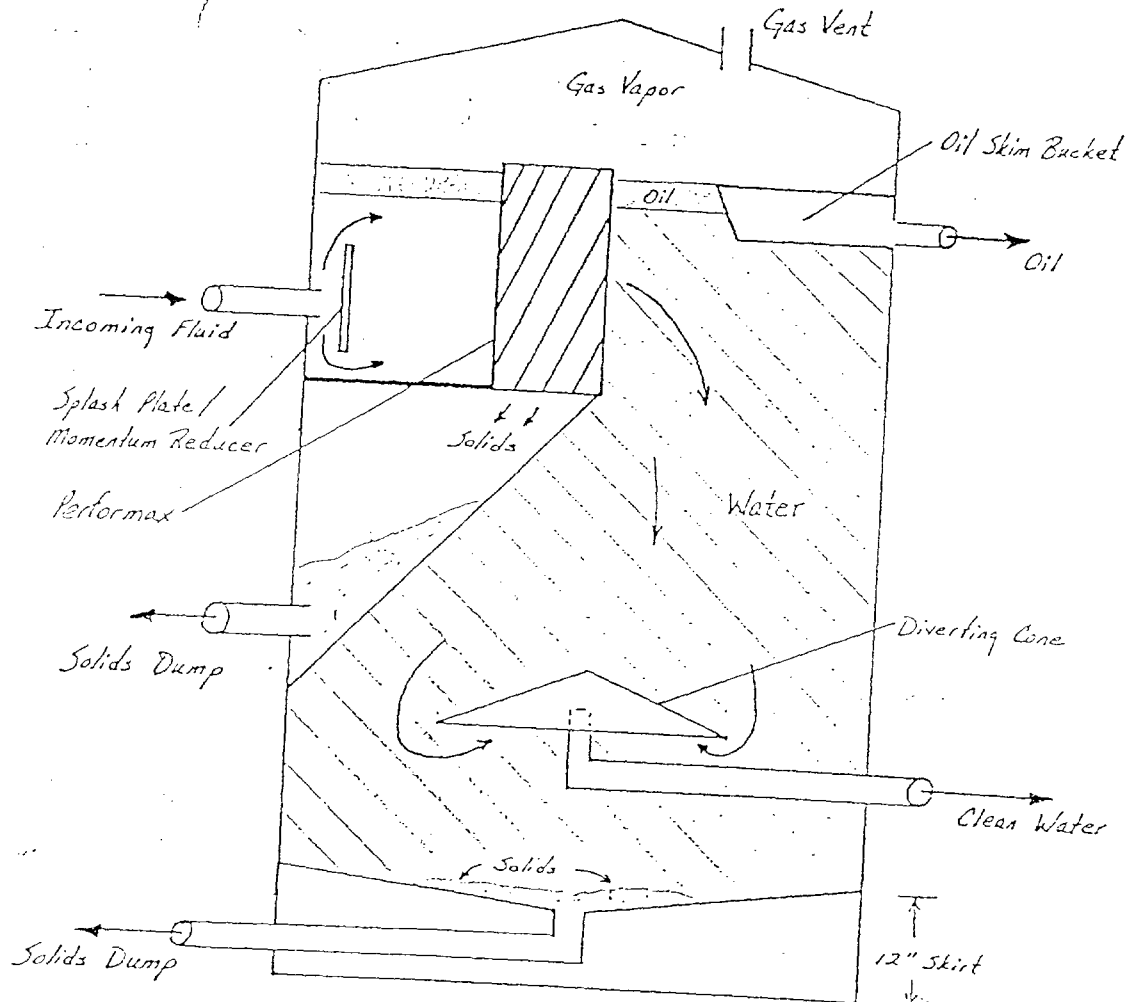 Gas Vent
Gas Vapor
Oil Skim Bucket
Oil
Oil
Incoming Fluid
Splash Plate/
Momentum Reducer
Solids
Performax
Water
Diverting Cone
Solids Dump
Clean Water
Solids
Solids Dump
12" Skirt